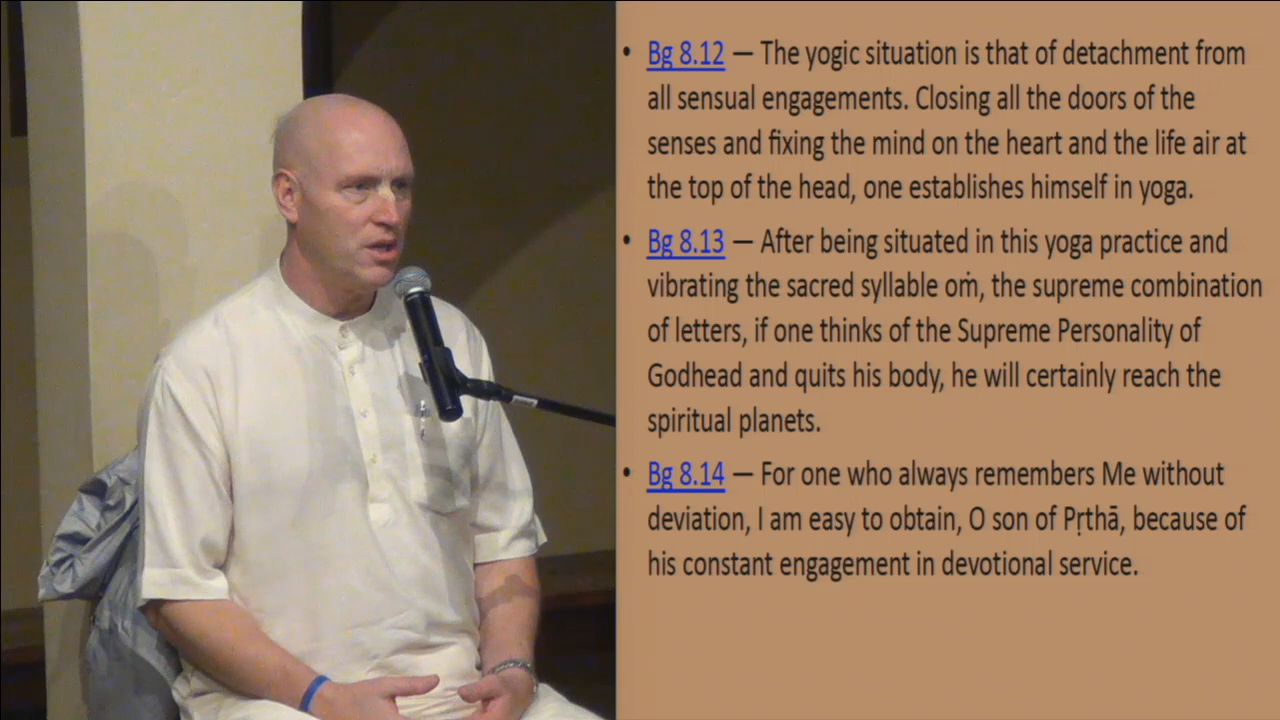 • Bg 8.12 — The yogic situation is that of detachment from
all sensual engagements. Closing all the doors of the
senses and fixing the mind on the heart and the life air at
the top of the head, one establishes himself in yoga.
• Bg 8.13 — After being situated in this yoga practice and
vibrating the sacred syllable oṁ, the supreme combination
of letters, if one thinks of the Supreme Personality of
Godhead and quits his body, he will certainly reach the
spiritual planets.
• Bg 8.14 — For one who always remembers Me without
deviation, I am easy to obtain, O son of Pṛthā, because of
his constant engagement in devotional service.